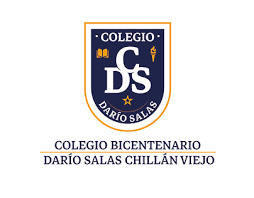 · COLEGIO ·
CDS
DARÍO SALAS
COLEGIO BICENTENARIO
DARÍO SALAS CHILLÁN VIEJO